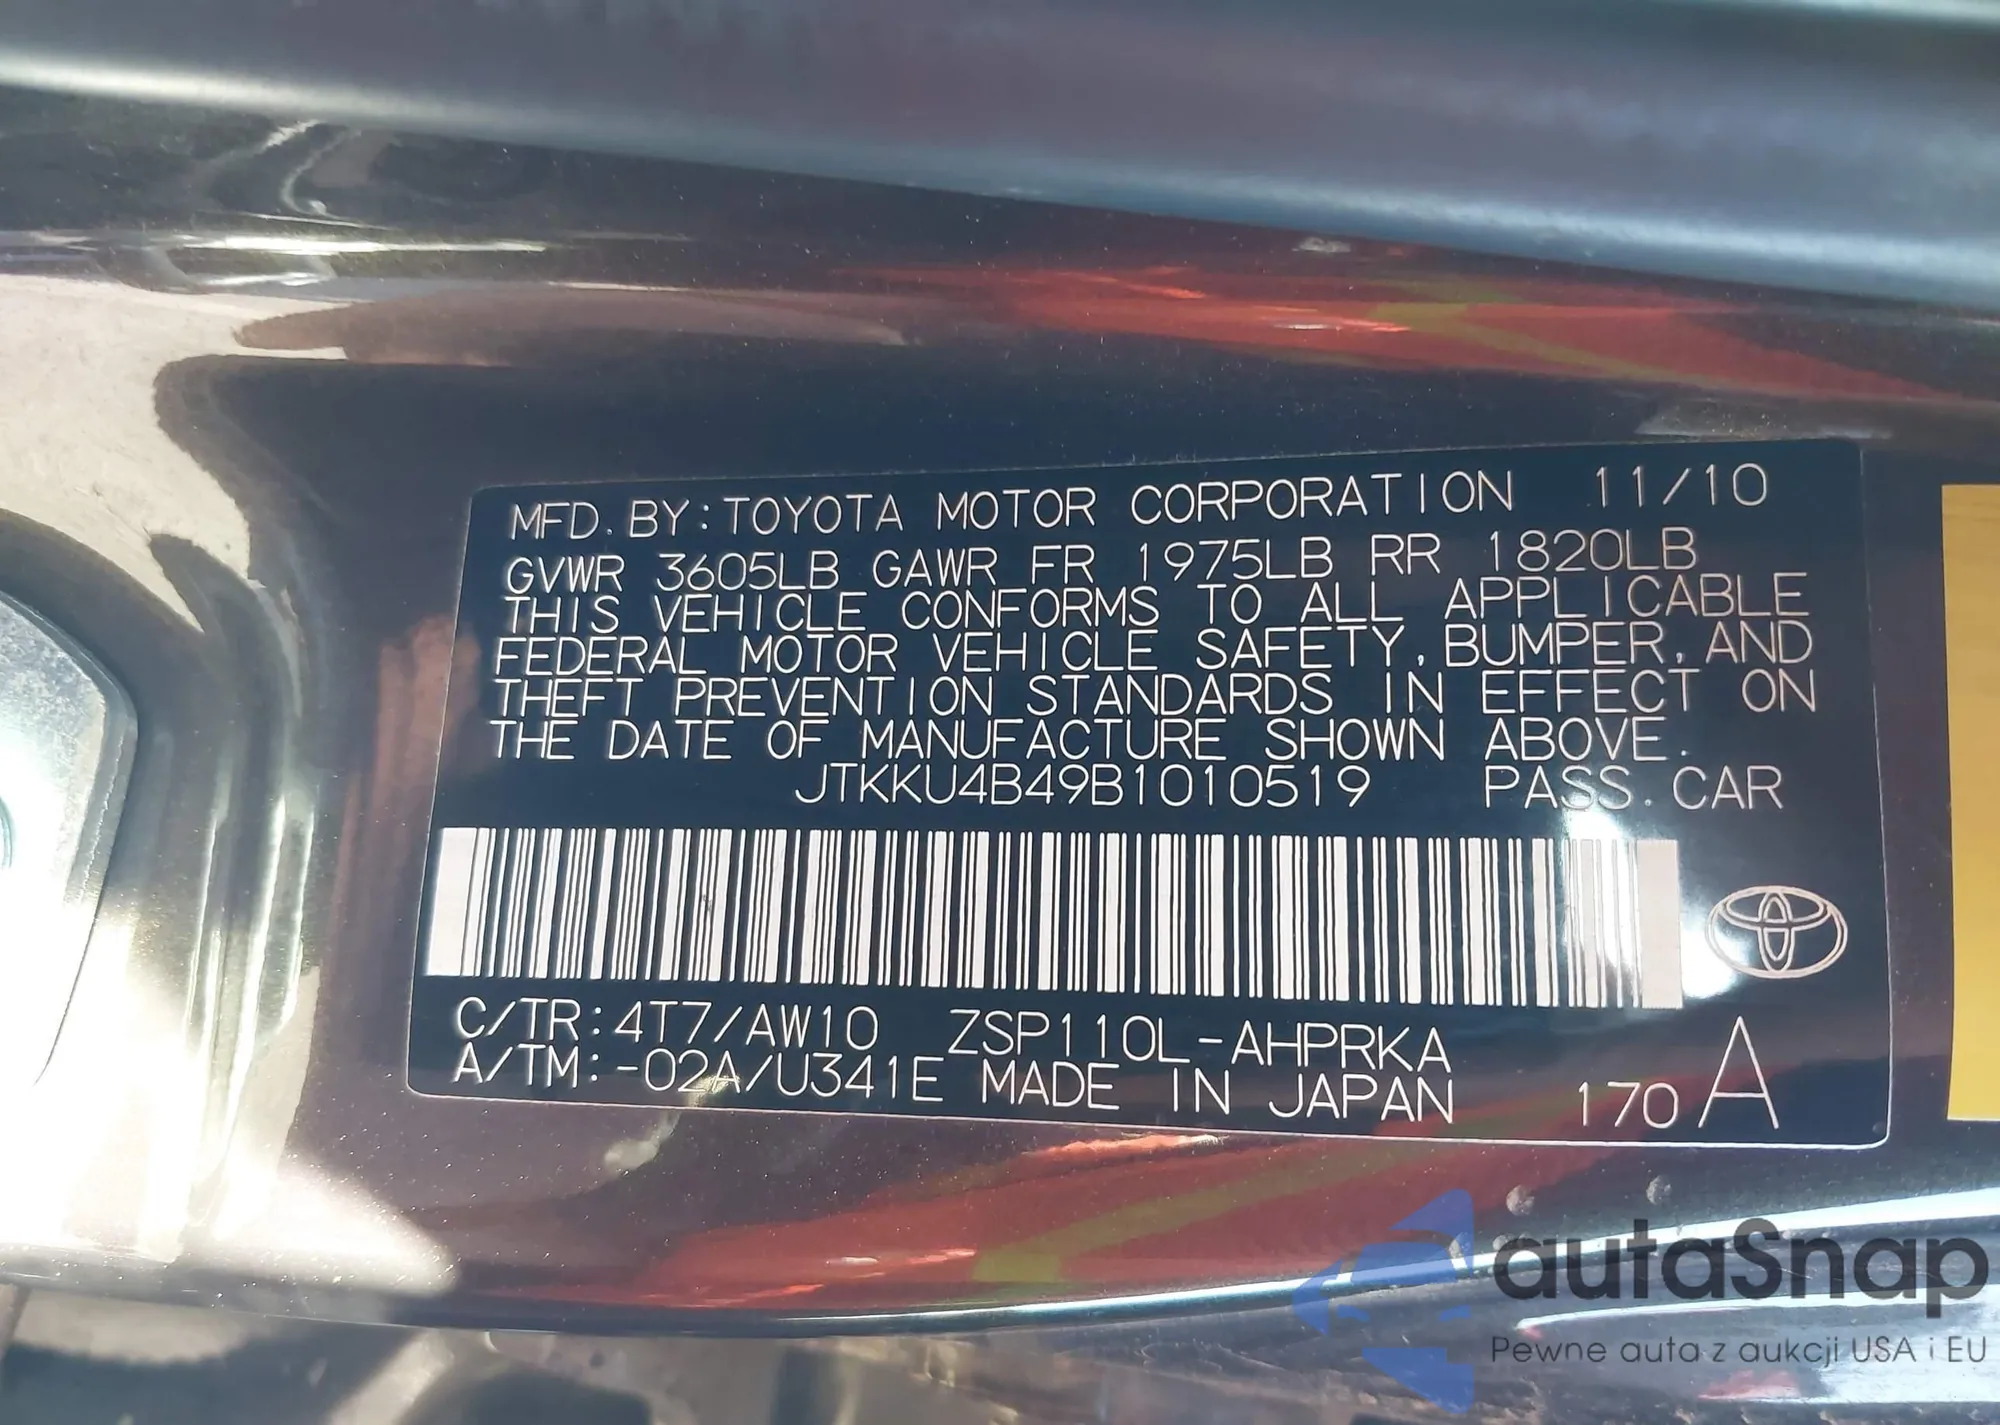 MFD. BY: TOYOTA MOTOR CORPORATION 11/10
GVWR 3605LB GAWR FR 1975LB RR 1820LB
THIS VEHICLE CONFORMS TO ALL APPLICABLE
FEDERAL MOTOR VEHICLE SAFETY, BUMPER, AND
THEFT PREVENTION STANDARDS IN EFFECT ON
THE DATE OF MANUFACTURE SHOWN ABOVE.
JTKKU4B49B1010519 PASS. CAR
C/TR: 4T7/AW10 ZSP110L-AHPRKA
A/TM: -02A/U341E MADE IN JAPAN 170 A
autaSnap
Pewne auta z aukcji USA i EU